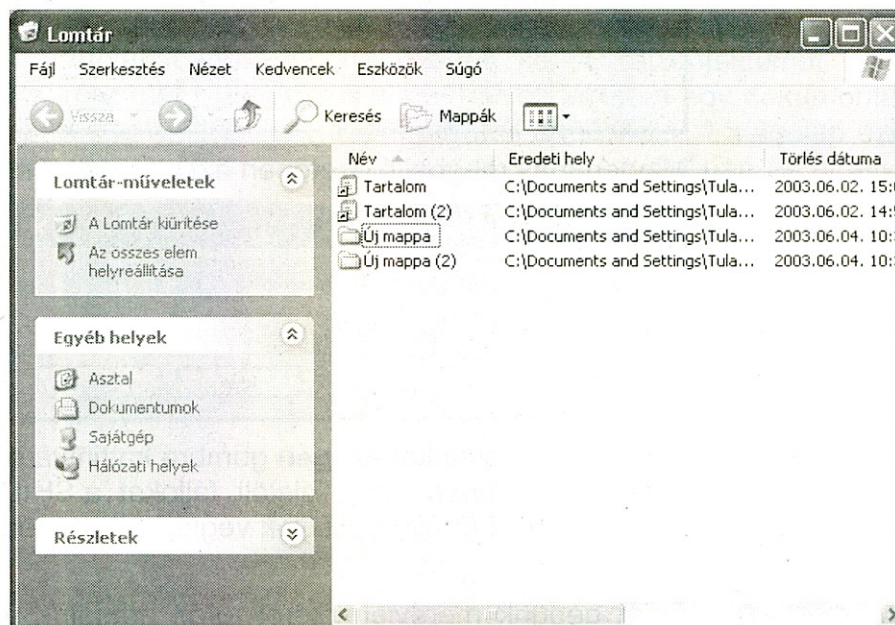 Lomtár
Fájl Szerkesztés Nézet Kedvencek Eszközök Súgó
Vissza Keresés Mappák
Lomtár-műveletek
A Lomtár kiürítése
Az összes elem
helyreállítása
Egyéb helyek
Asztal
Dokumentumok
Sajátgép
Hálózati helyek
Részletek
Név Eredeti hely Törlés dátuma
Tartalom C:\Documents and Settings\Tula... 2003.06.02. 15:
Tartalom (2) C:\Documents and Settings\Tula... 2003.06.02. 14:
Új mappa C:\Documents and Settings\Tula... 2003.06.04. 10:
Új mappa (2) C:\Documents and Settings\Tula... 2003.06.04. 10: